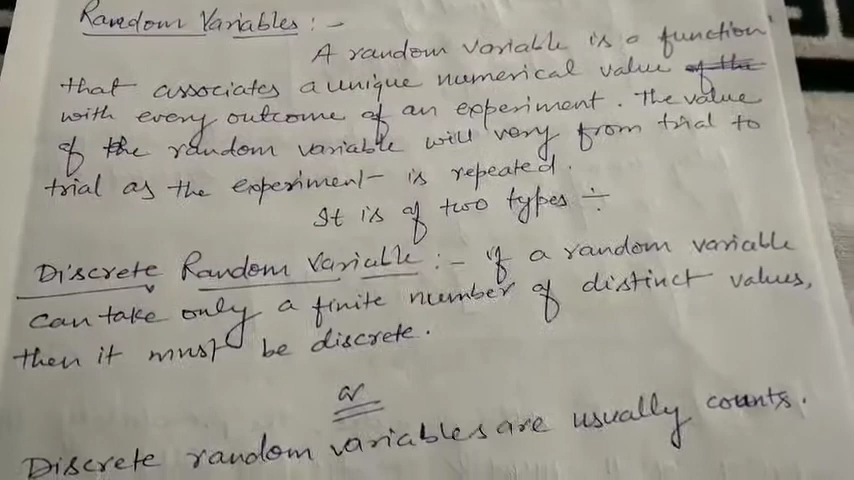 Random Variables :-
A random variable is a function
that associates a unique numerical value of the
with every outcome of an experiment. The value
of the random variable will very from trial to
trial as the experiment is repeated.
It is of two types ÷
Discrete Random Variable :- if a random variable
can take only a finite number of distinct values,
then it must be discrete.
or
Discrete random variables are usually counts.